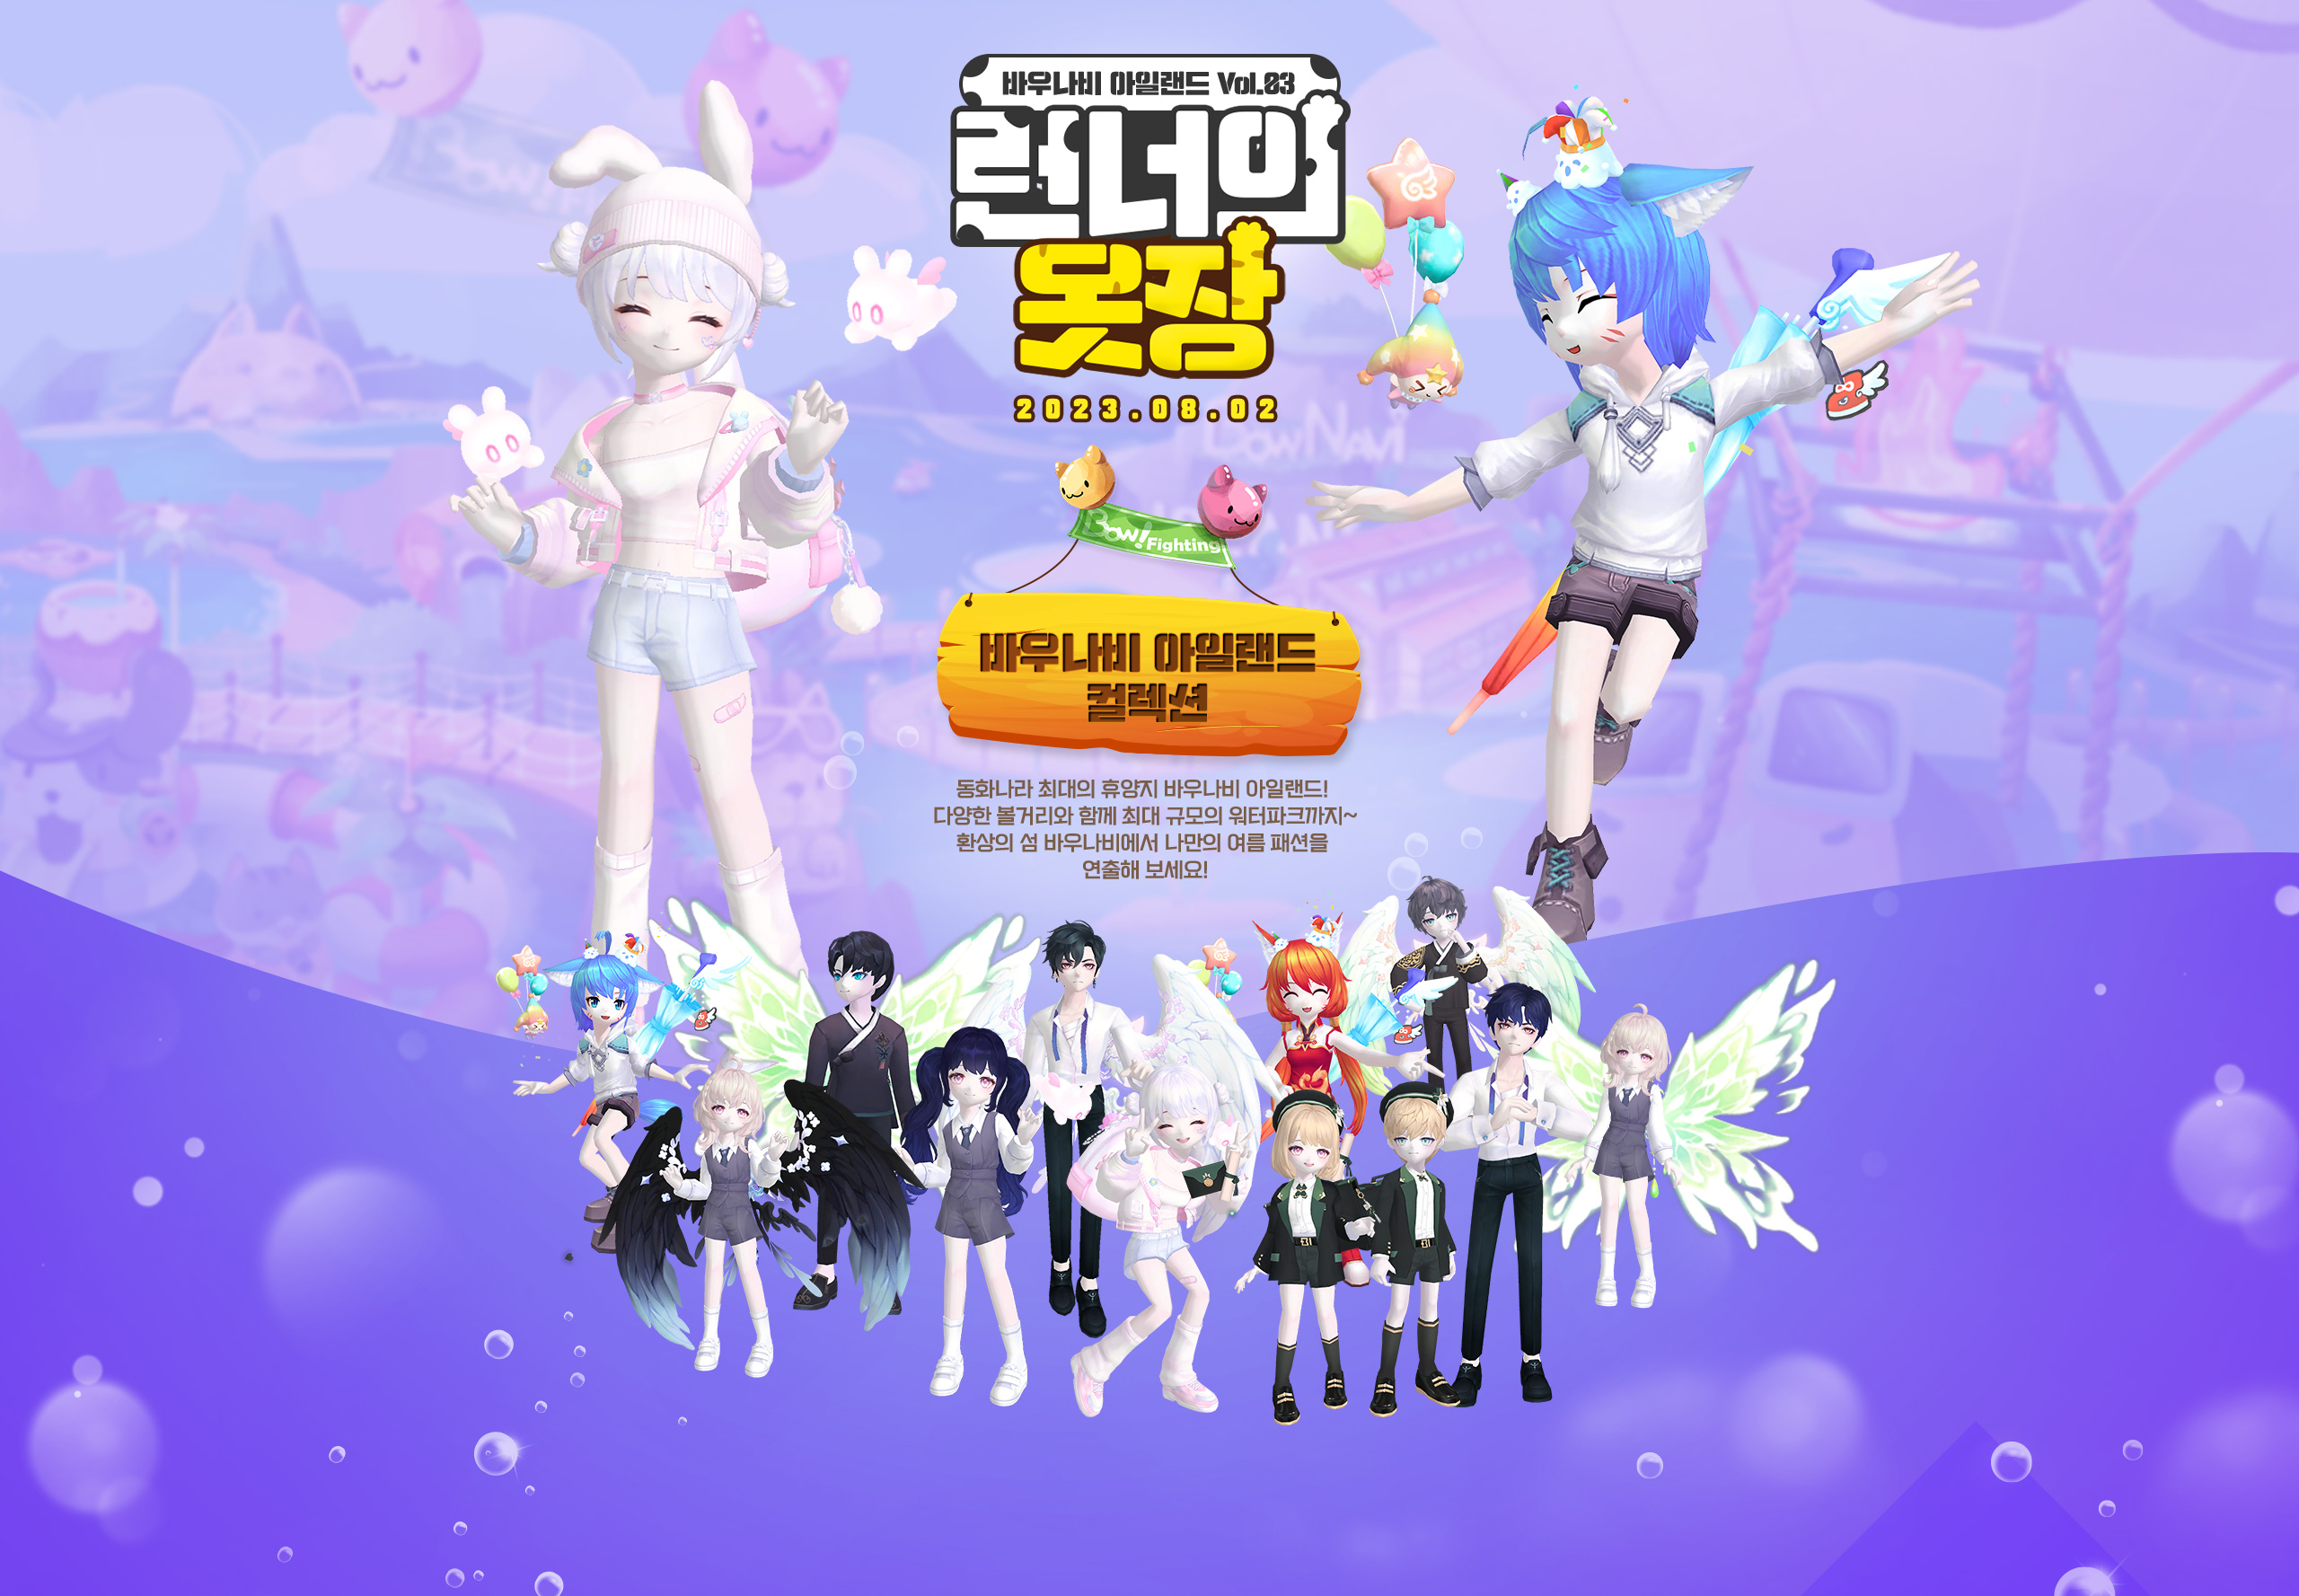 바우나비 아일랜드 Vol.03
런너의
옷장
2023.08.02
Bow! Fighting
BOW NAVI
바우나비 아일랜드
컬렉션
동화나라 최대의 휴양지 바우나비 아일랜드!
다양한 볼거리와 함께 최대 규모의 워터파크까지~
환상의 섬 바우나비에서 나만의 여름 패션을
연출해 보세요!